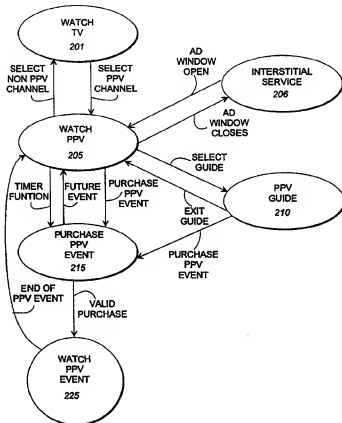 WATCH
TV
201
SELECT
NON PPV
CHANNEL
SELECT
PPV
CHANNEL
AD
WINDOW
OPEN
INTERSTITIAL
SERVICE
206
AD
WINDOW
CLOSES
WATCH
PPV
205
SELECT
GUIDE
TIMER
FUNTION
FUTURE
EVENT
PURCHASE
PPV
EVENT
EXIT
GUIDE
PPV
GUIDE
210
PURCHASE
PPV
EVENT
215
PURCHASE
PPV
EVENT
END OF
PPV EVENT
VALID
PURCHASE
WATCH
PPV
EVENT
225